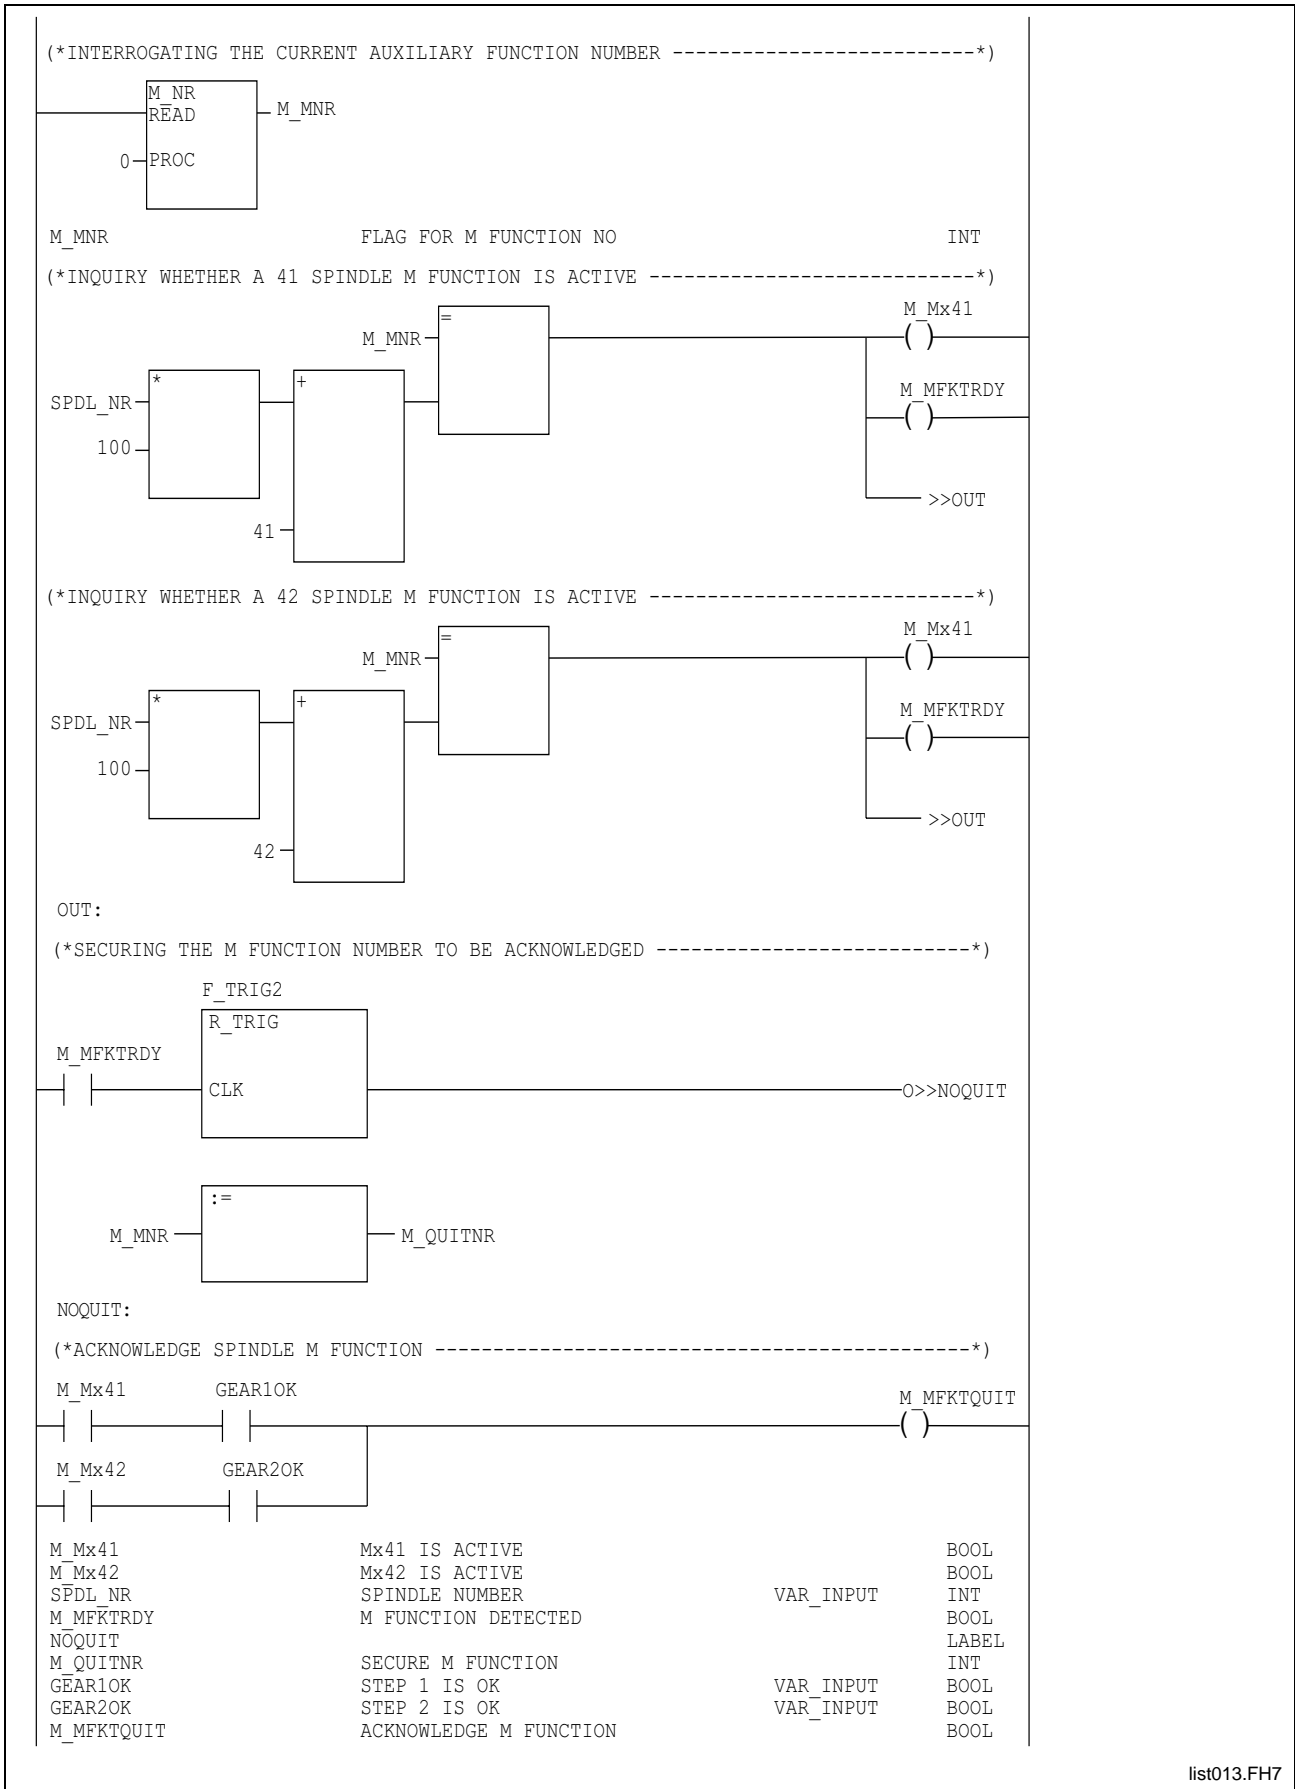 (*INTERROGATING THE CURRENT AUXILIARY FUNCTION NUMBER --------------------------*)
M_NR
READ
M_MNR
0
PROC
M_MNR FLAG FOR M FUNCTION NO INT
(*INQUIRY WHETHER A 41 SPINDLE M FUNCTION IS ACTIVE ----------------------------*)
M_Mx41
=
M_MNR
( )
*
+
M_MFKTRDY
SPDL_NR
( )
100
>>OUT
41
(*INQUIRY WHETHER A 42 SPINDLE M FUNCTION IS ACTIVE ----------------------------*)
M_Mx41
=
M_MNR
( )
*
+
M_MFKTRDY
SPDL_NR
( )
100
>>OUT
42
OUT:
(*SECURING THE M FUNCTION NUMBER TO BE ACKNOWLEDGED ---------------------------*)
F_TRIG2
R_TRIG
M_MFKTRDY
CLK
O>>NOQUIT
:=
M_MNR
M_QUITNR
NOQUIT:
(*ACKNOWLEDGE SPINDLE M FUNCTION ----------------------------------------------*)
M_Mx41 GEAR1OK
M_MFKTQUIT
( )
M_Mx42 GEAR2OK
M_Mx41 Mx41 IS ACTIVE BOOL
M_Mx42 Mx42 IS ACTIVE BOOL
SPDL_NR SPINDLE NUMBER VAR_INPUT INT
M_MFKTRDY M FUNCTION DETECTED BOOL
NOQUIT LABEL
M_QUITNR SECURE M FUNCTION INT
GEAR1OK STEP 1 IS OK VAR_INPUT BOOL
GEAR2OK STEP 2 IS OK VAR_INPUT BOOL
M_MFKTQUIT ACKNOWLEDGE M FUNCTION BOOL
list013.FH7